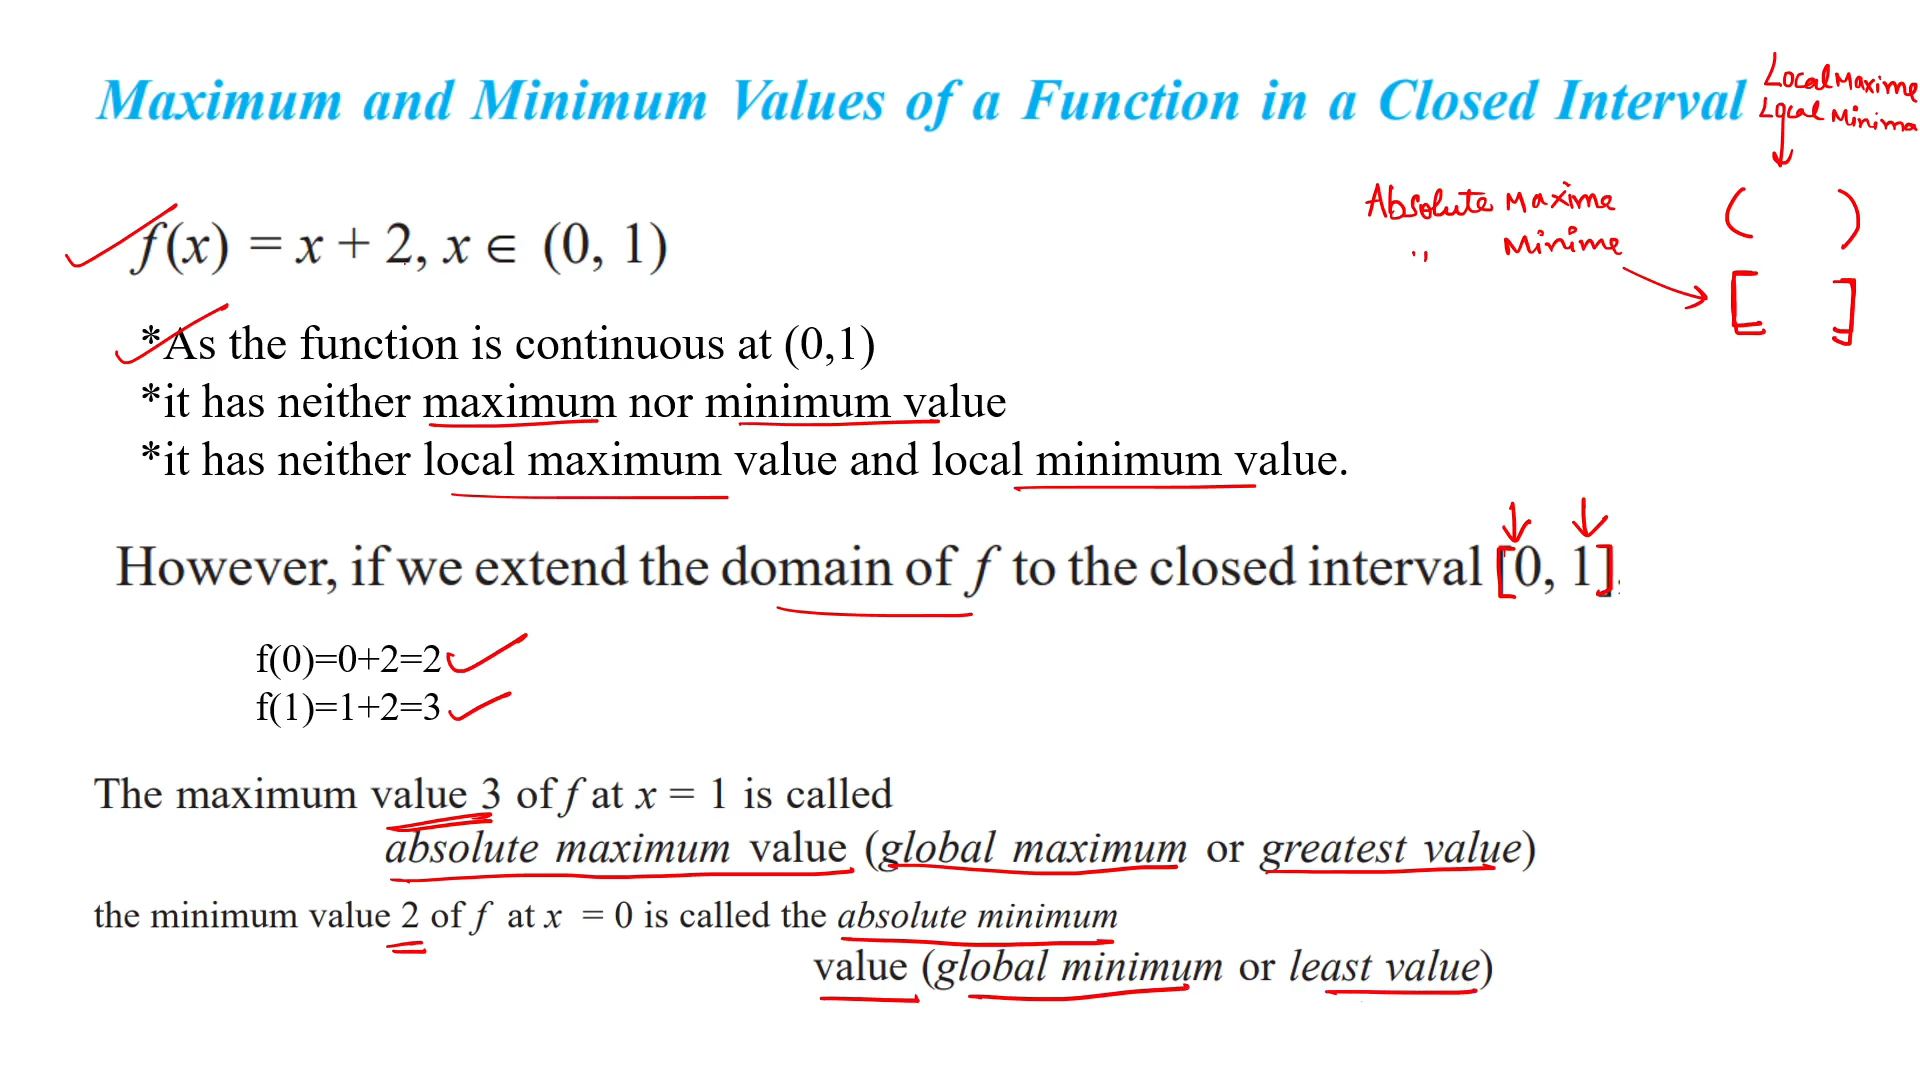 Maximum and Minimum Values of a Function in a Closed Interval
Local Maxime
Local Minima
Absolute Maxime
,, Minime
( )
[ ]
f(x) = x + 2, x ∈ (0, 1)
*As the function is continuous at (0,1)
*it has neither maximum nor minimum value
*it has neither local maximum value and local minimum value.
However, if we extend the domain of f to the closed interval [0, 1]
f(0)=0+2=2
f(1)=1+2=3
The maximum value 3 of f at x = 1 is called
absolute maximum value (global maximum or greatest value)
the minimum value 2 of f at x = 0 is called the absolute minimum
value (global minimum or least value)